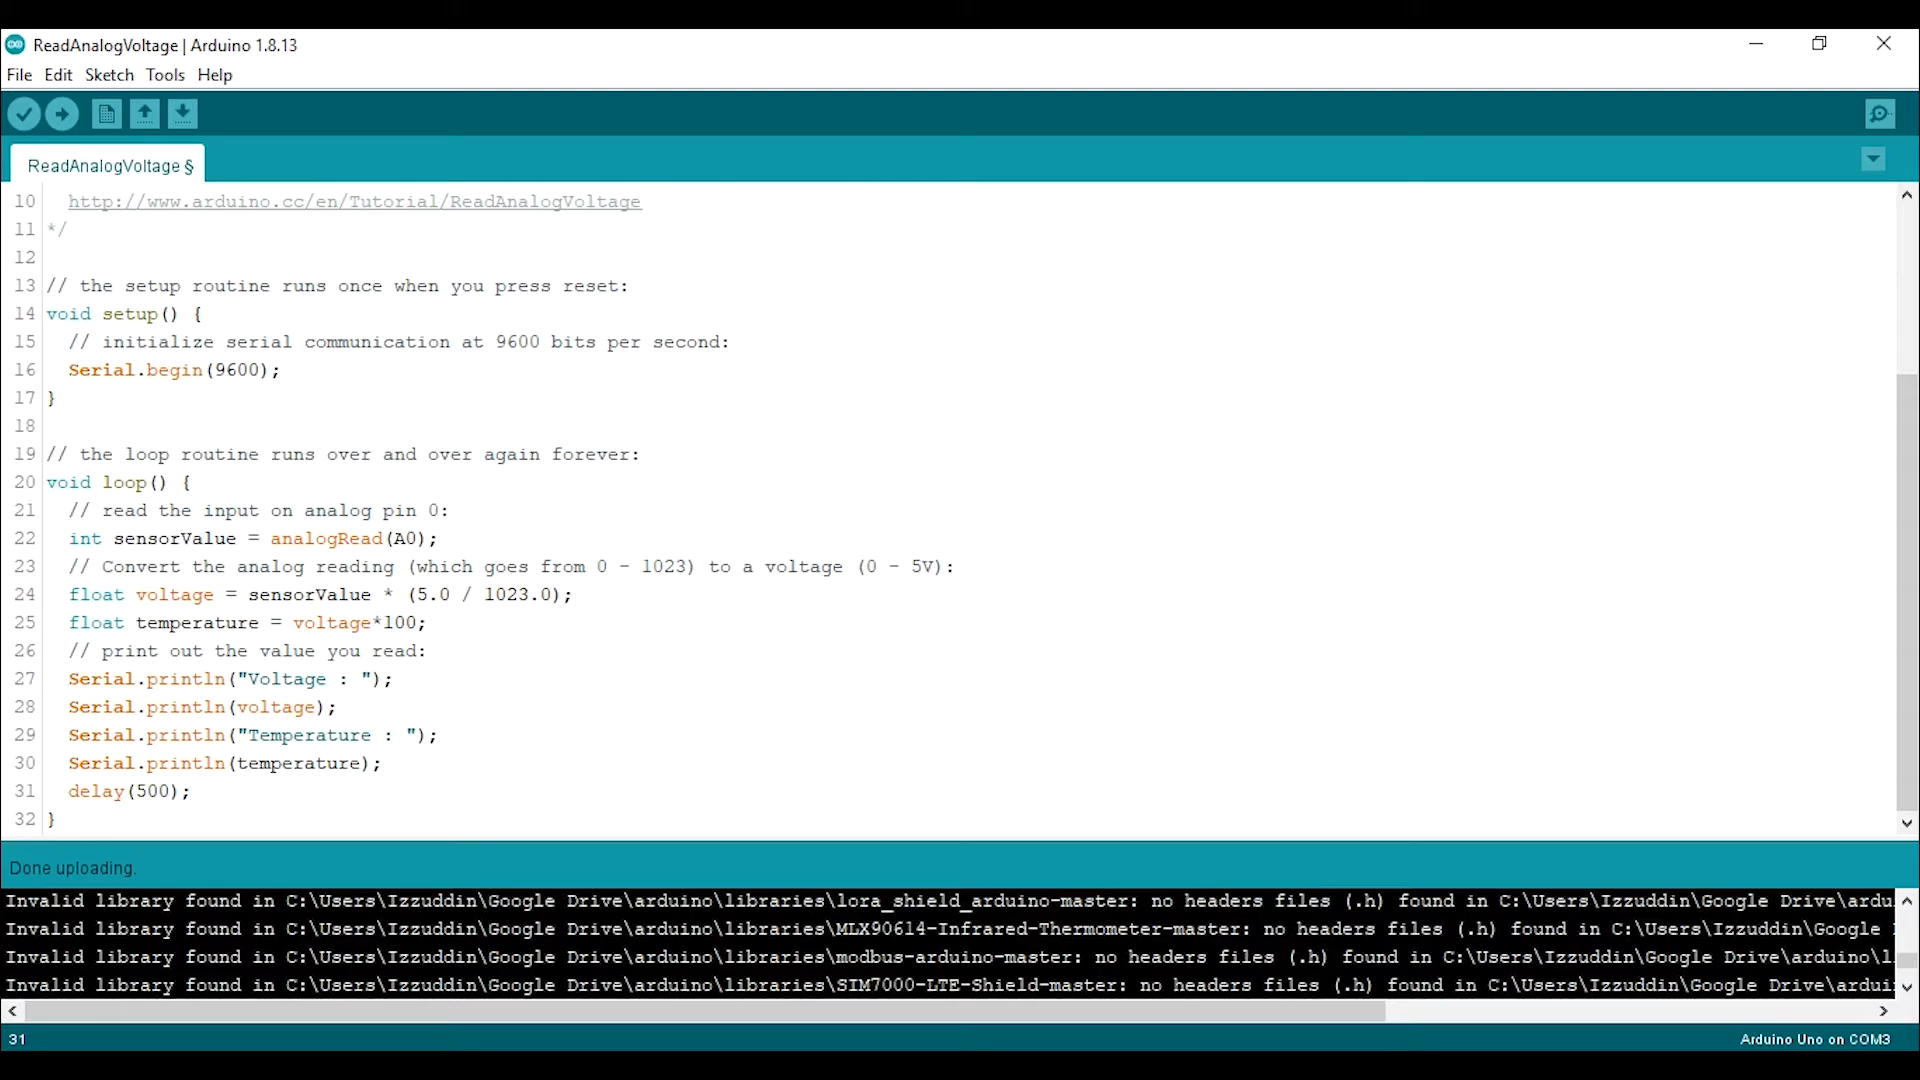 ReadAnalogVoltage | Arduino 1.8.13
File Edit Sketch Tools Help
ReadAnalogVoltage §
10 http://www.arduino.cc/en/Tutorial/ReadAnalogVoltage
11 */
12
13 // the setup routine runs once when you press reset:
14 void setup() {
15 // initialize serial communication at 9600 bits per second:
16 Serial.begin(9600);
17 }
18
19 // the loop routine runs over and over again forever:
20 void loop() {
21 // read the input on analog pin 0:
22 int sensorValue = analogRead(A0);
23 // Convert the analog reading (which goes from 0 - 1023) to a voltage (0 - 5V):
24 float voltage = sensorValue * (5.0 / 1023.0);
25 float temperature = voltage*100;
26 // print out the value you read:
27 Serial.println("Voltage : ");
28 Serial.println(voltage);
29 Serial.println("Temperature : ");
30 Serial.println(temperature);
31 delay(500);
32 }
Done uploading.
Invalid library found in C:\Users\Izzuddin\Google Drive\arduino\libraries\lora_shield_arduino-master: no headers files (.h) found in C:\Users\Izzuddin\Google Drive\ardu
Invalid library found in C:\Users\Izzuddin\Google Drive\arduino\libraries\MLX90614-Infrared-Thermometer-master: no headers files (.h) found in C:\Users\Izzuddin\Google
Invalid library found in C:\Users\Izzuddin\Google Drive\arduino\libraries\modbus-arduino-master: no headers files (.h) found in C:\Users\Izzuddin\Google Drive\arduino\l
Invalid library found in C:\Users\Izzuddin\Google Drive\arduino\libraries\SIM7000-LTE-Shield-master: no headers files (.h) found in C:\Users\Izzuddin\Google Drive\ardui
31
Arduino Uno on COM3